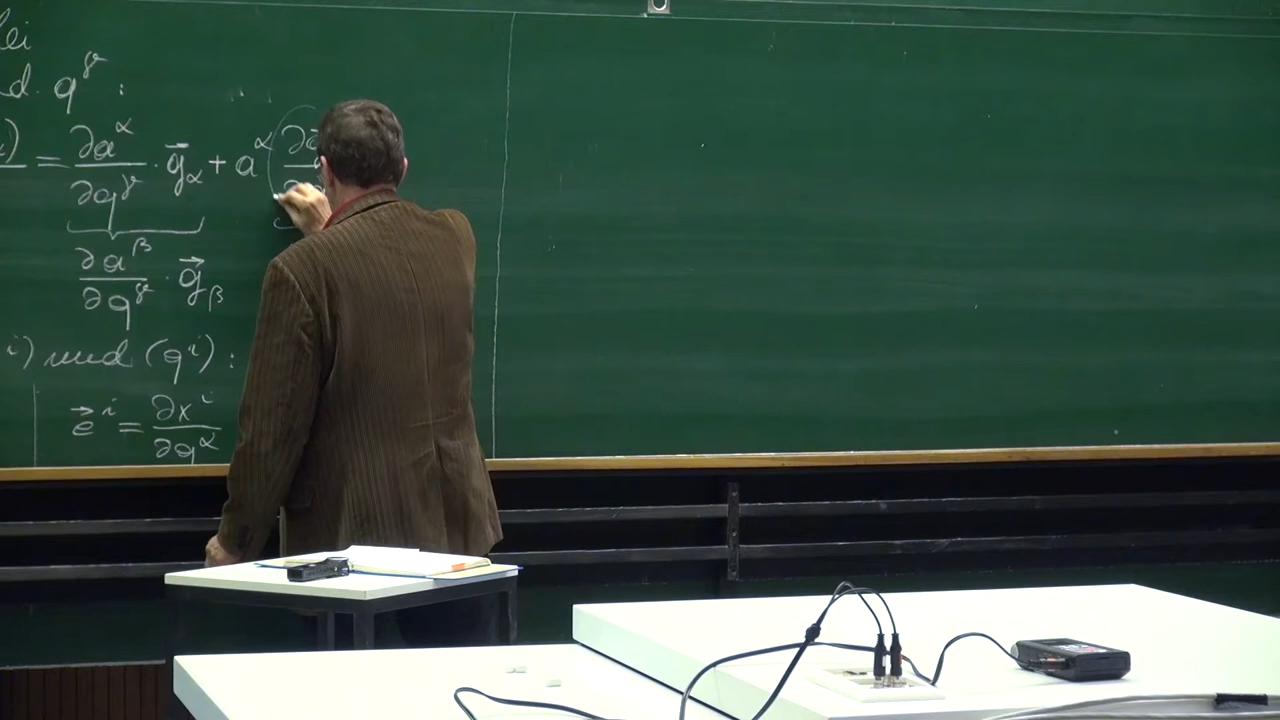 lei
d. q^γ :
) = ∂a^α/∂q^γ · g⃗_α + a^α (∂
∂a^β/∂q^γ · g⃗_β
i) und (q^i) :
e⃗^i = ∂x^i/∂q^α